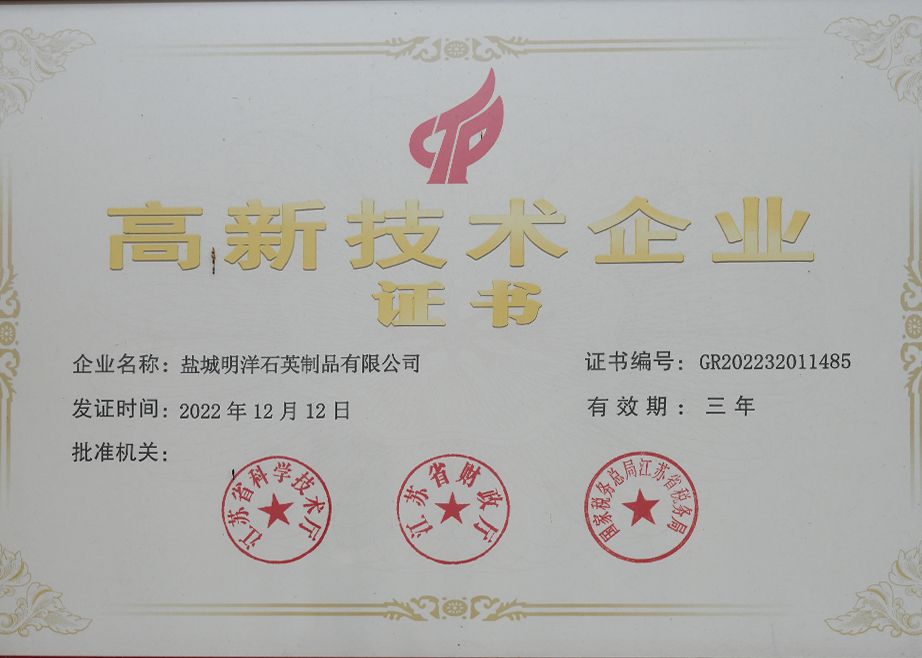 CTP
高新技术企业
证书
企业名称：盐城明洋石英制品有限公司
证书编号：GR202232011485
发证时间：2022年12月12日
有效期：三年
批准机关：
江苏省科学技术厅
江苏省财政厅
国家税务总局江苏省税务局